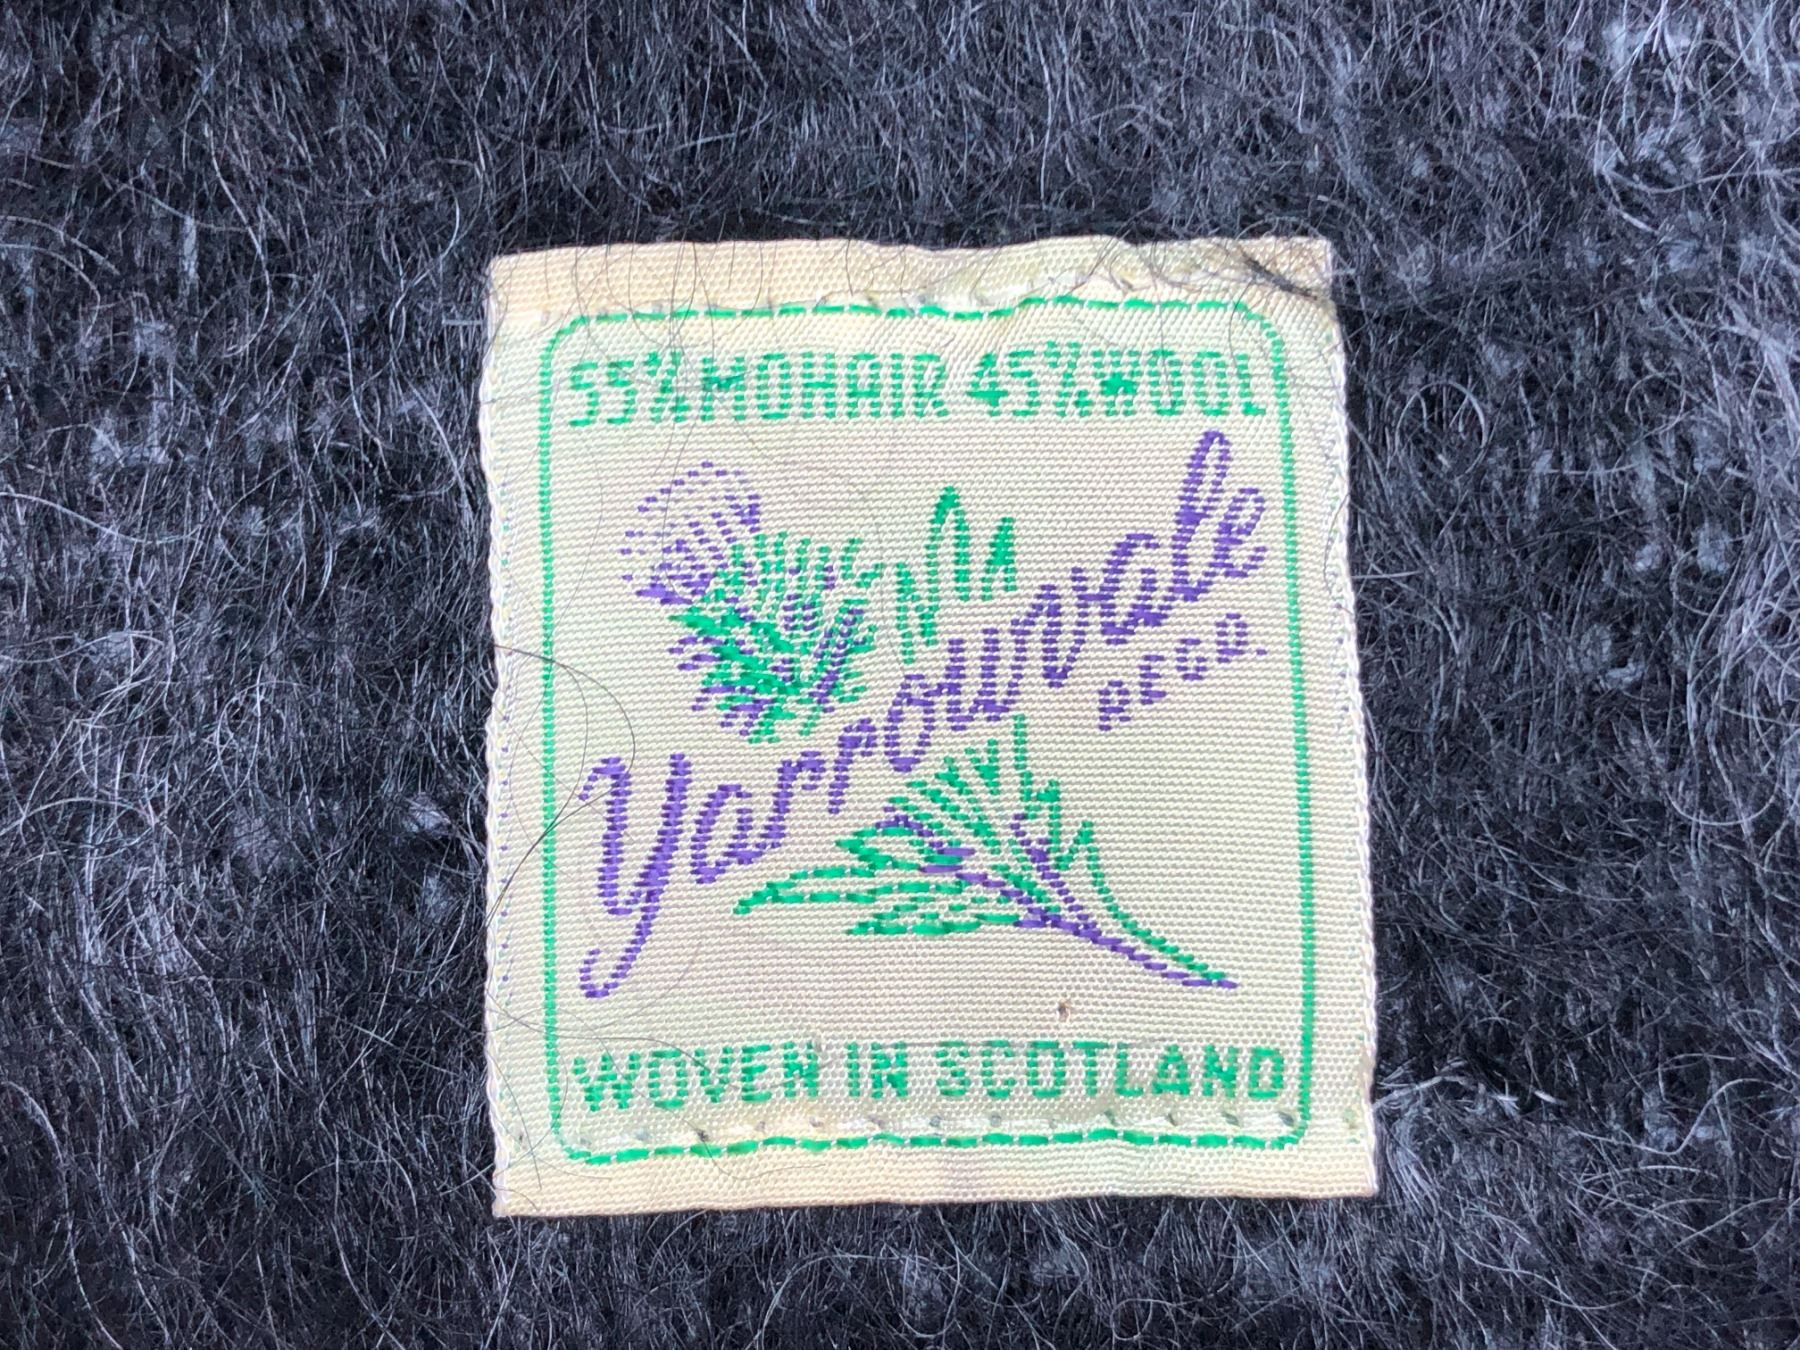 55% MOHAIR 45% WOOL
Yarrowvale
REGD.
WOVEN IN SCOTLAND